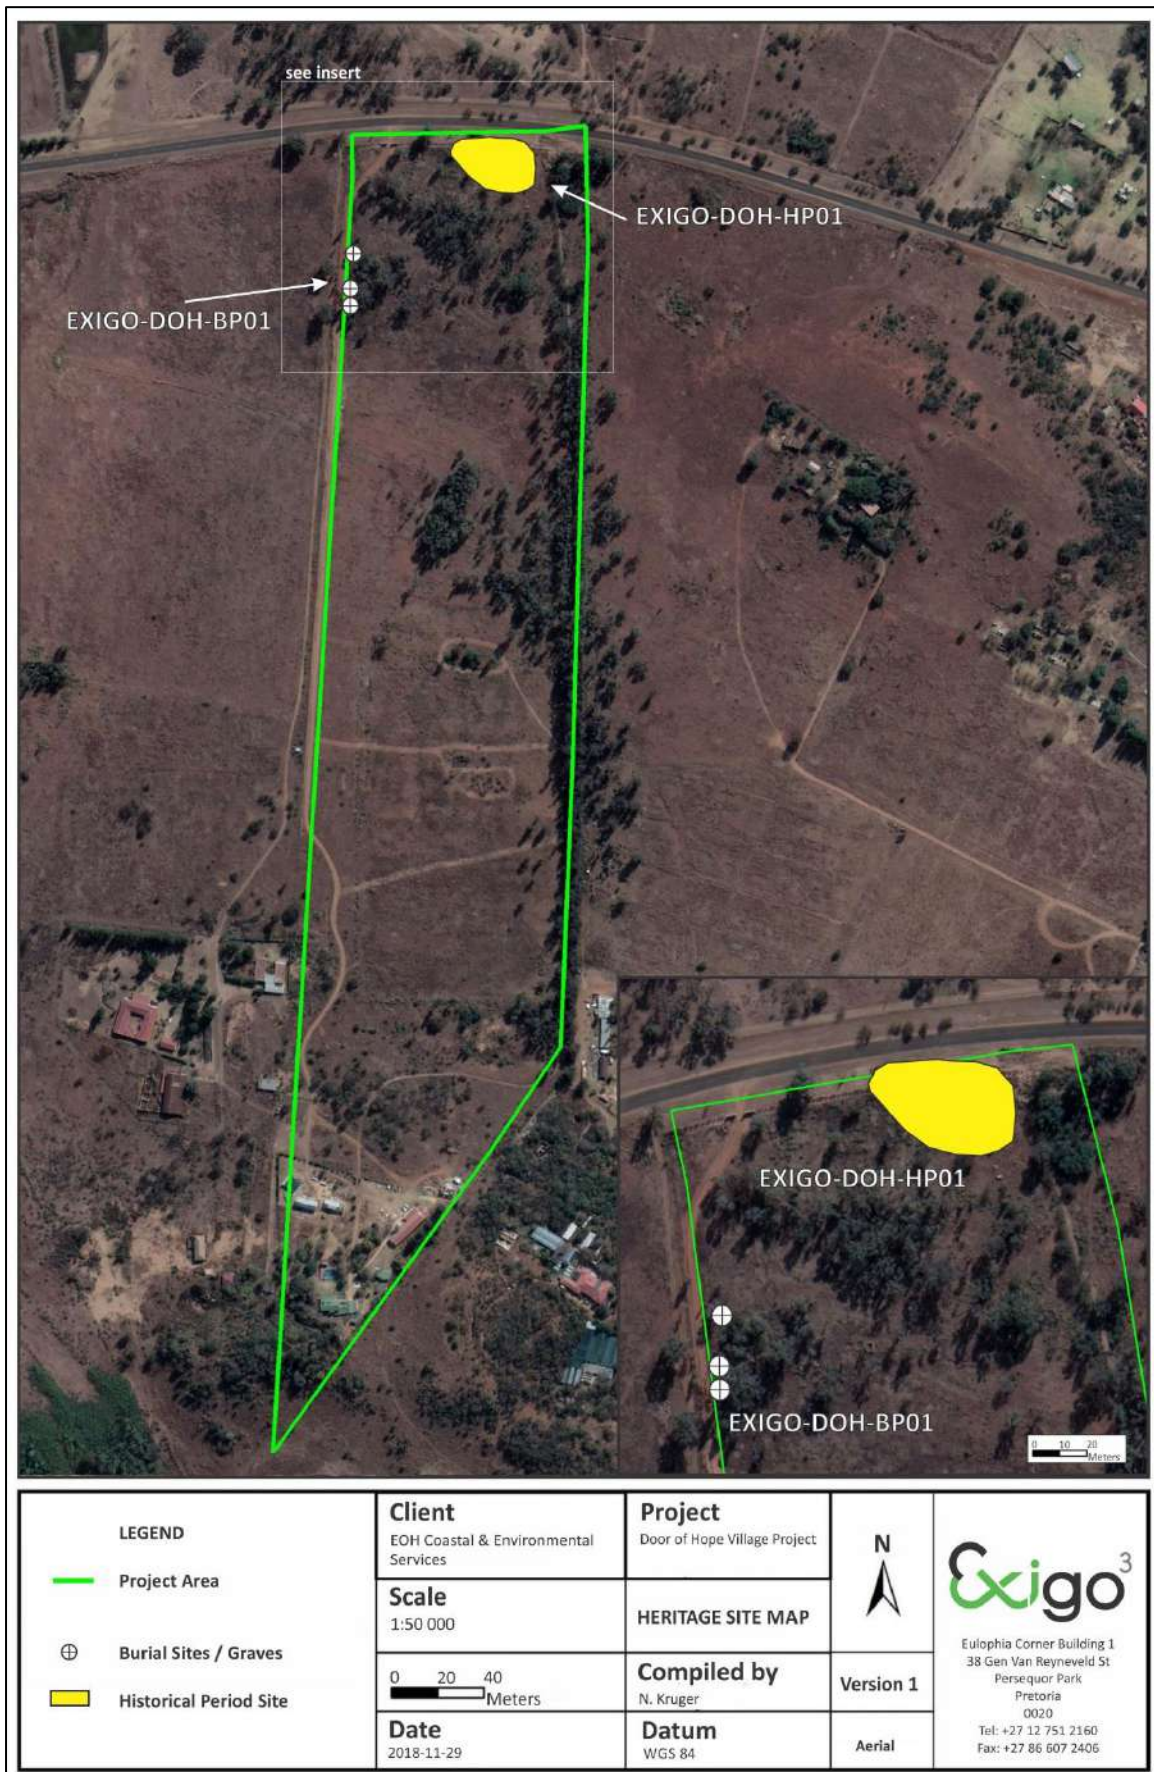 see insert
EXIGO-DOH-HP01
EXIGO-DOH-BP01
EXIGO-DOH-HP01
EXIGO-DOH-BP01
0 10 20
Meters
LEGEND
Project Area
Burial Sites / Graves
Historical Period Site
Client
EOH Coastal & Environmental
Services
Project
Door of Hope Village Project
Scale
1:50 000
HERITAGE SITE MAP
0 20 40
Meters
Compiled by
N. Kruger
Date
2018-11-29
Datum
WGS 84
N
Version 1
Aerial
Exigo3
Eulophia Corner Building 1
38 Gen Van Reyneveld St
Persequor Park
Pretoria
0020
Tel: +27 12 751 2160
Fax: +27 86 607 2406